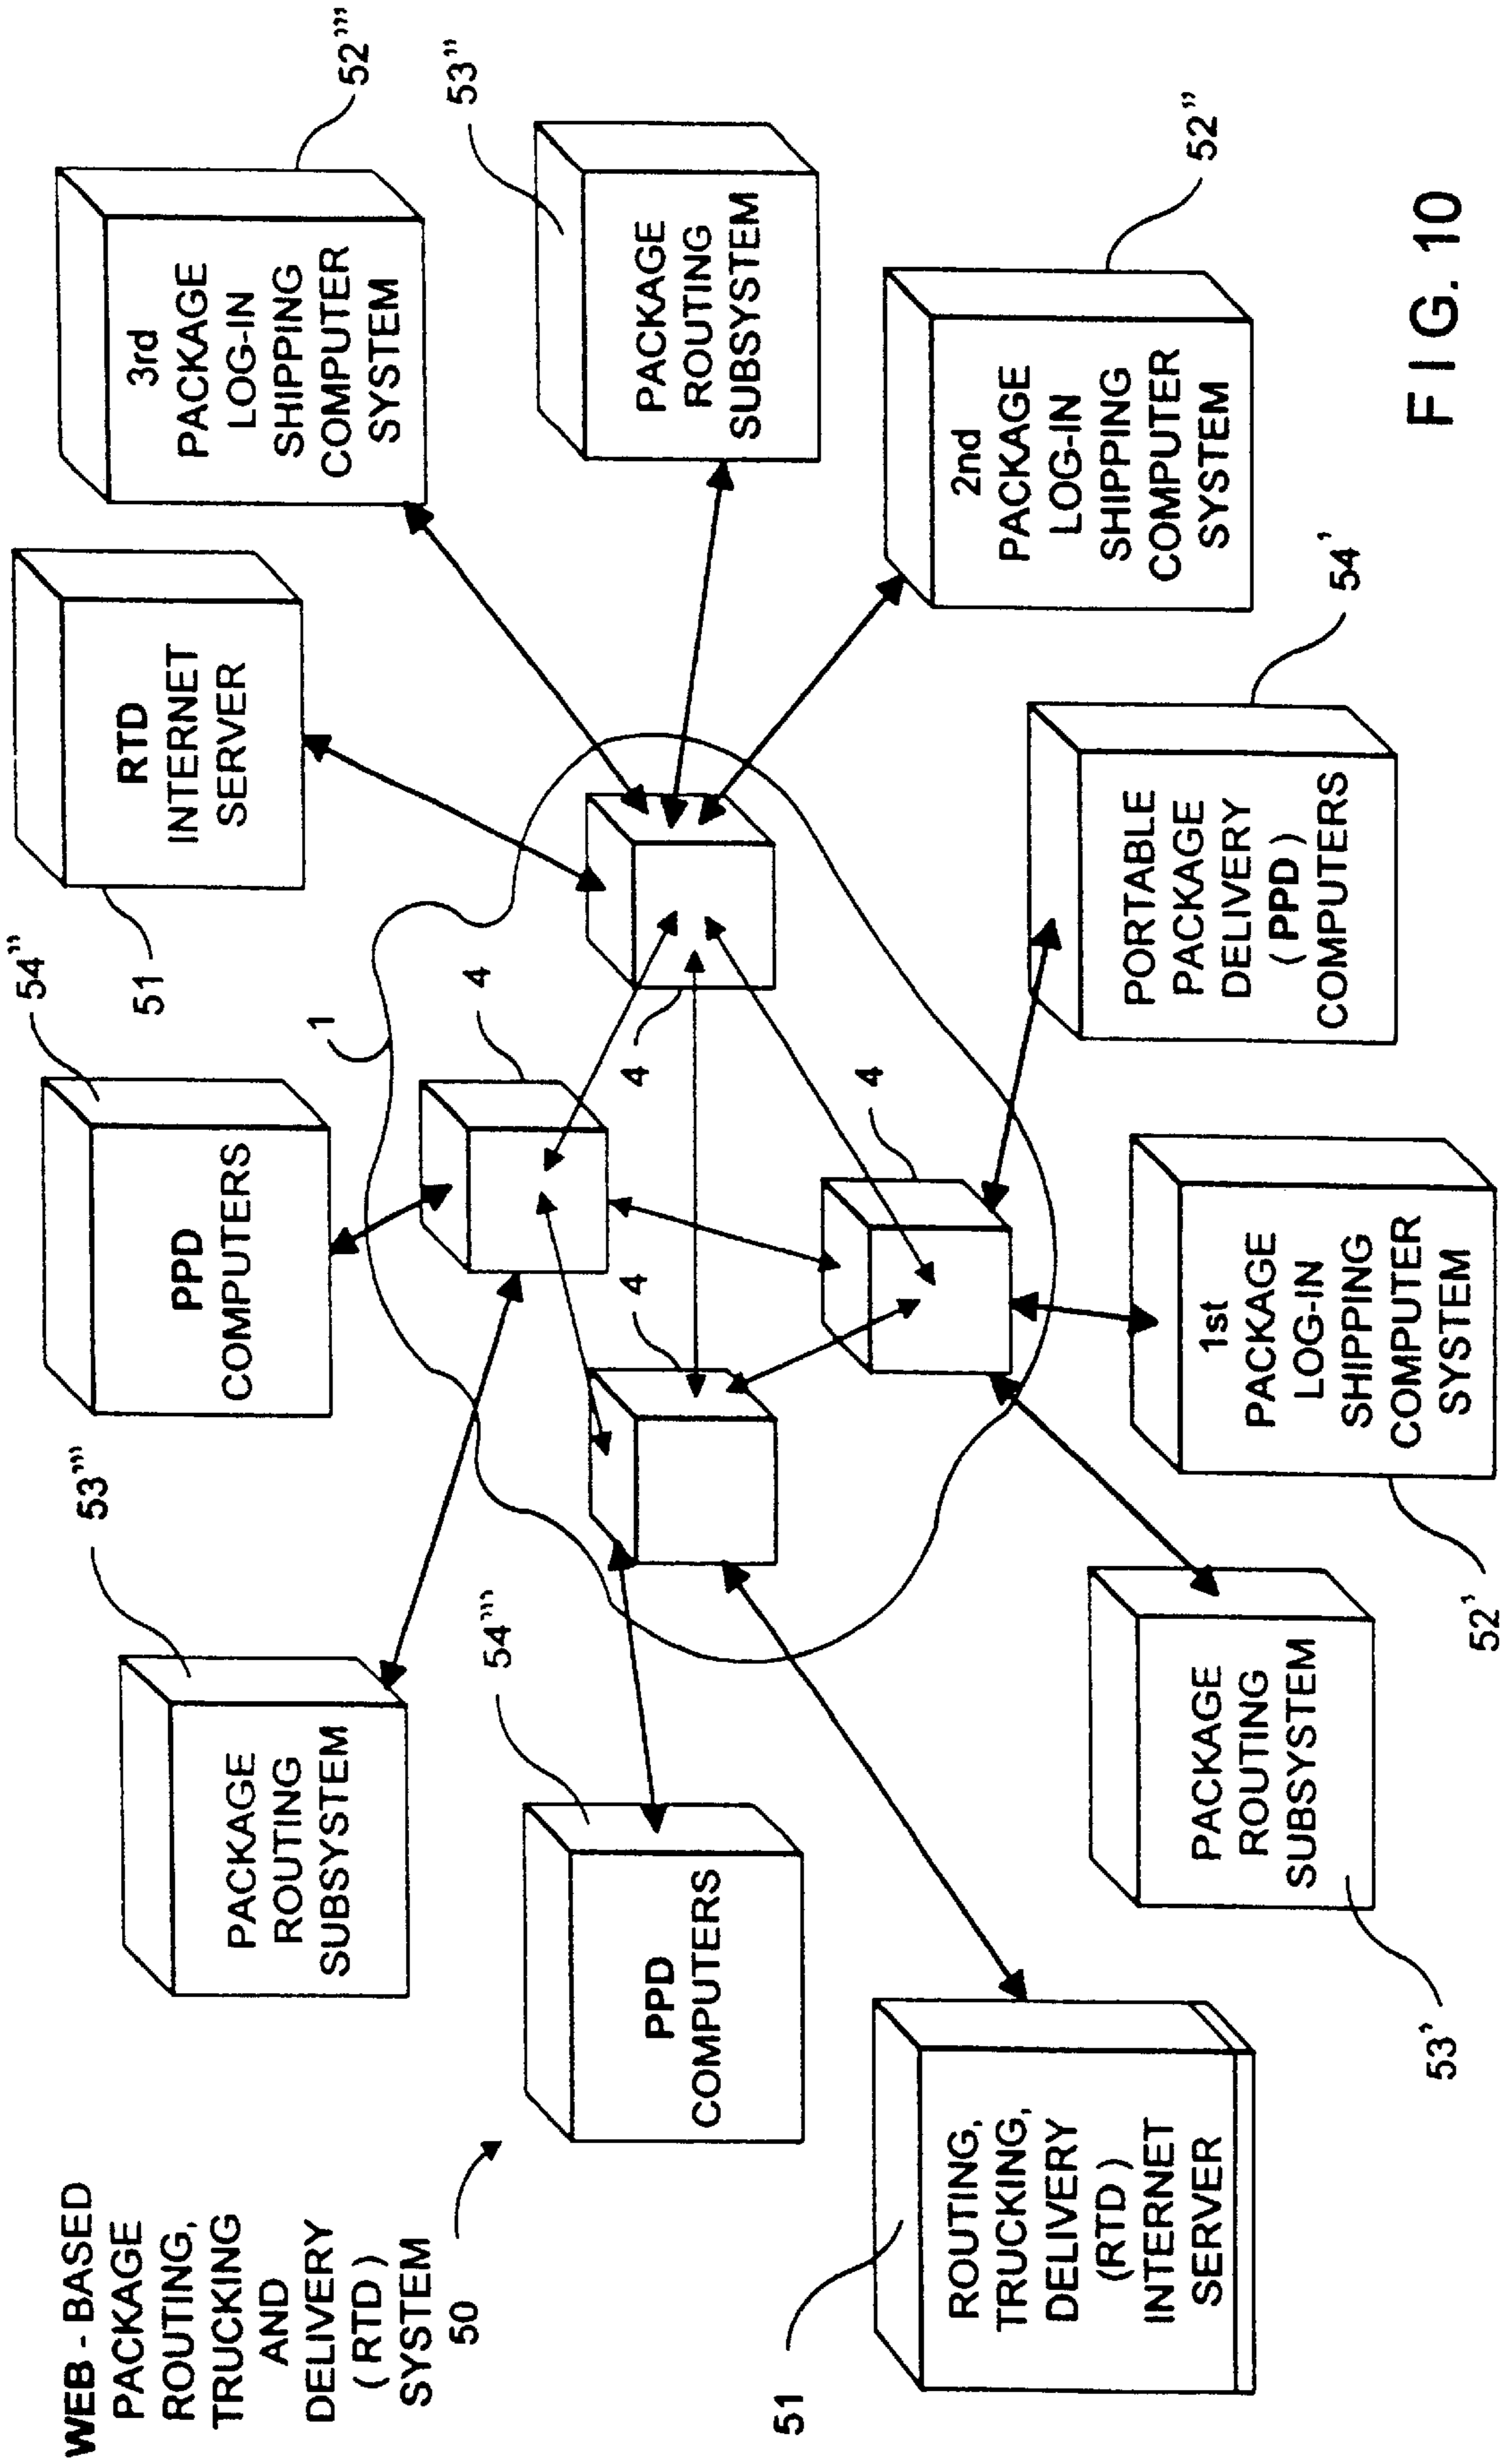 WEB - BASED
PACKAGE
ROUTING,
TRUCKING
AND
DELIVERY
( RTD )
SYSTEM
50
53'''
PACKAGE
ROUTING
SUBSYSTEM
54''
PPD
COMPUTERS
51
RTD
INTERNET
SERVER
52'''
3rd
PACKAGE
LOG-IN
SHIPPING
COMPUTER
SYSTEM
1
4
4
4
4
54'''
PPD
COMPUTERS
53''
PACKAGE
ROUTING
SUBSYSTEM
51
ROUTING,
TRUCKING,
DELIVERY
(RTD )
INTERNET
SERVER
53'
PACKAGE
ROUTING
SUBSYSTEM
52'
1st
PACKAGE
LOG-IN
SHIPPING
COMPUTER
SYSTEM
54'
PORTABLE
PACKAGE
DELIVERY
( PPD )
COMPUTERS
52''
2nd
PACKAGE
LOG-IN
SHIPPING
COMPUTER
SYSTEM
FIG. 10